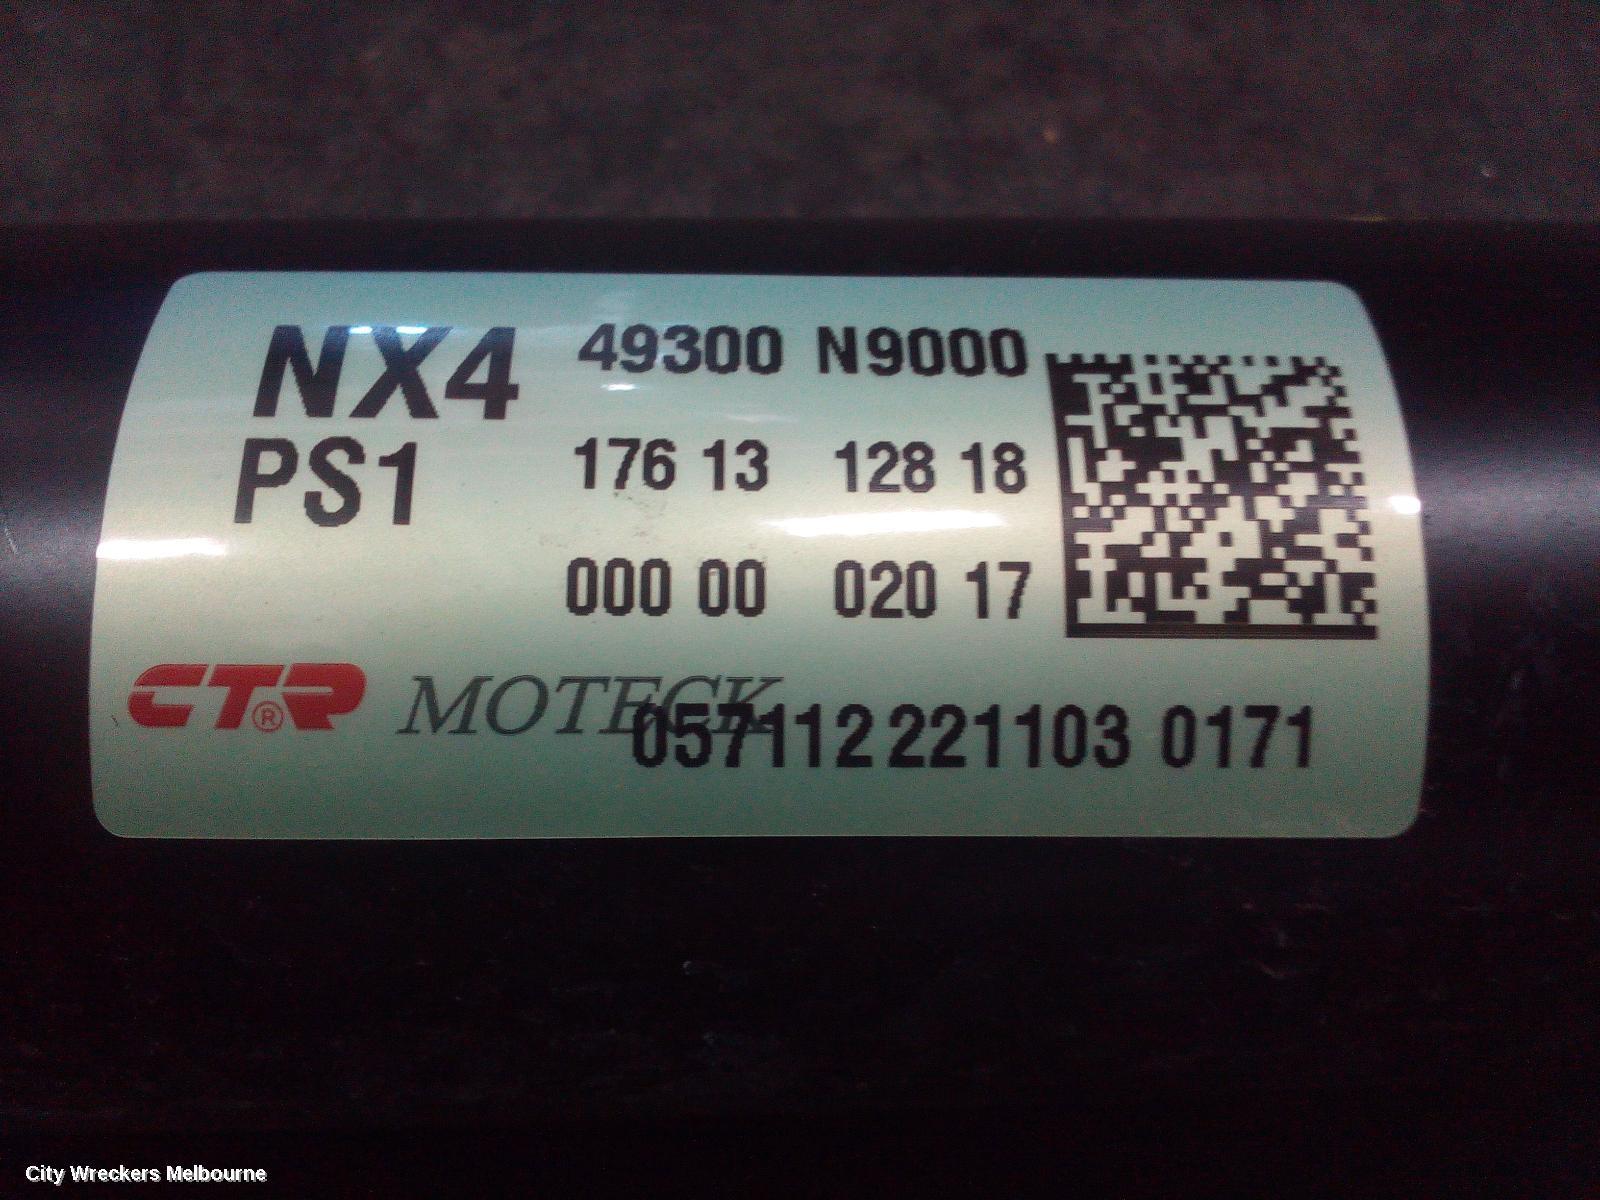 NX4 49300 N9000
PS1 176 13 128 18
000 00 020 17
CTR® MOTECK
057112 221103 0171
City Wreckers Melbourne